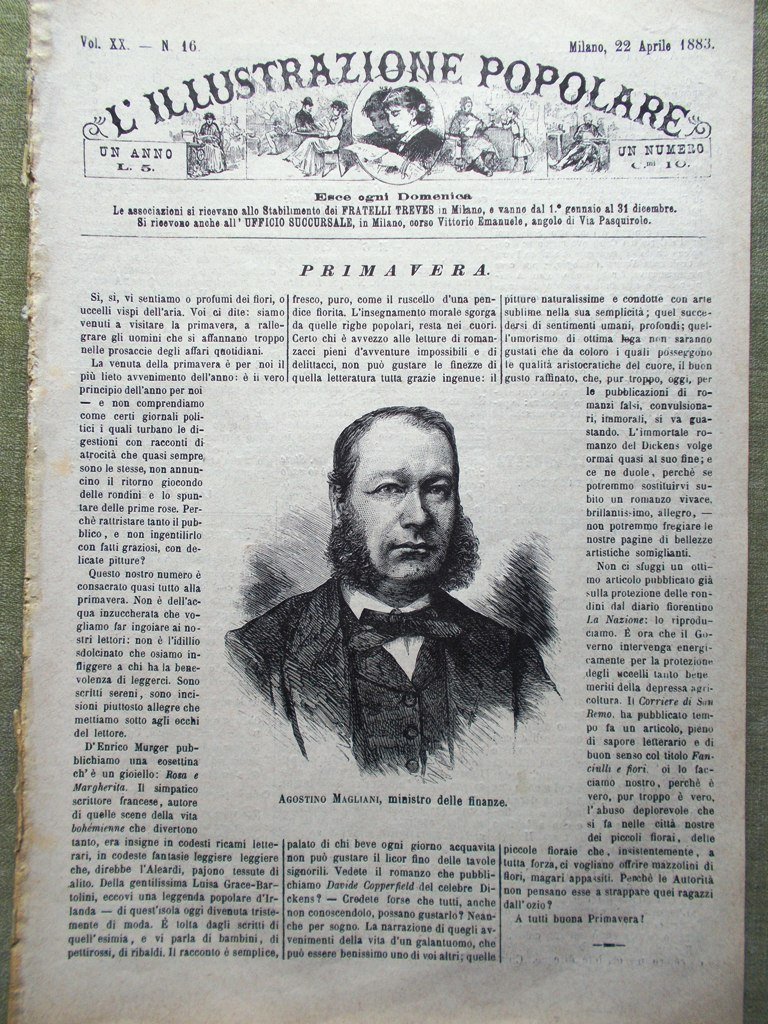 Vol. XX. — N. 16.
Milano, 22 Aprile 1883.
L'ILLUSTRAZIONE POPOLARE
UN ANNO
L. 5.
UN NUMERO
C.mi 10.
Esce ogni Domenica
Le associazioni si ricevano allo Stabilimento dei FRATELLI TREVES in Milano, e vanno dal 1.º gennaio al 31 dicembre.
Si ricevono anche all' UFFICIO SUCCURSALE, in Milano, corso Vittorio Emanuele, angolo di Via Pasquirolo.
PRIMAVERA.
Sì, sì, vi sentiamo o profumi dei fiori, o
uccelli vispi dell'aria. Voi ci dite: siamo
venuti a visitare la primavera, a ralle-
grare gli uomini che si affannano troppo
nelle prosaccie degli affari quotidiani.
La venuta della primavera è per noi il
più lieto avvenimento dell'anno: è il vero
principio dell'anno per noi
— e non comprendiamo
come certi giornali poli-
tici i quali turbano le di-
gestioni con racconti di
atrocità che quasi sempre
sono le stesse, non annun-
cino il ritorno giocondo
delle rondini e lo spun-
tare delle prime rose. Per-
chè rattristare tanto il pub-
blico, e non ingentilirlo
con fatti graziosi, con de-
licate pitture?
Questo nostro numero è
consacrato quasi tutto alla
primavera. Non è dell'ac-
qua inzuccherata che vo-
gliamo far ingoiare ai no-
stri lettori: non è l'idillio
sdolcinato che osiamo in-
fliggere a chi ha la bene-
volenza di leggerci. Sono
scritti sereni, sono inci-
sioni piuttosto allegre che
mettiamo sotto agli occhi
del lettore.
D'Enrico Murger pub-
blichiamo una cosettina
ch'è un gioiello: Rosa e
Margherita. Il simpatico
scrittore francese, autore
di quelle scene della vita
bohémienne che divertono
tanto, era insigne in codesti ricami lette-
rari, in codeste fantasie leggiere leggiere
che, direbbe l'Aleardi, pajono tessute di
alito. Della gentilissima Luisa Grace-Bar-
tolini, eccovi una leggenda popolare d'Ir-
landa — di quest'isola oggi divenuta triste-
mente di moda. È tolta dagli scritti di
quell'esimia, e vi parla di bambini, di
pettirossi, di ribaldi. Il racconto è semplice,
fresco, puro, come il ruscello d'una pen-
dice fiorita. L'insegnamento morale sgorga
da quelle righe popolari, resta nei cuori.
Certo chi è avvezzo alle letture di roman-
zacci pieni d'avventure impossibili e di
delittacci, non può gustare le finezze di
quella letteratura tutta grazie ingenue: il
AGOSTINO MAGLIANI, ministro delle finanze.
palato di chi beve ogni giorno acquavita
non può gustare il licor fino delle tavole
signorili. Vedete il romanzo che pubbli-
chiamo Davide Copperfield del celebre Di-
ckens? — Credete forse che tutti, anche
non conoscendolo, possano gustarlo? Nean-
che per sogno. La narrazione di quegli av-
venimenti della vita d'un galantuomo, che
può essere benissimo uno di voi altri; quelle
pitture naturalissime e condotte con arte
sublime nella sua semplicità; quel succe-
dersi di sentimenti umani, profondi; quel-
l'umorismo di ottima lega non saranno
gustati che da coloro i quali posseggono
le qualità aristocratiche del cuore, il buon
gusto raffinato, che, pur troppo, oggi, per
le pubblicazioni di ro-
manzi falsi, convulsiona-
ri, immorali, si va gua-
stando. L'immortale ro-
manzo del Dickens volge
ormai quasi al suo fine; e
ce ne duole, perchè se
potremmo sostituirvi su-
bito un romanzo vivace,
brillantissimo, allegro, —
non potremmo fregiare le
nostre pagine di bellezze
artistiche somiglianti.
Non ci sfuggì un otti-
mo articolo pubblicato già
sulla protezione delle ron-
dini dal diario fiorentino
La Nazione: lo riprodu-
ciamo. È ora che il Go-
verno intervenga energi-
camente per la protezione
degli uccelli tanto bene
meriti della depressa agri-
coltura. Il Corriere di San
Remo, ha pubblicato tem-
po fa un articolo, pieno
di sapore letterario e di
buon senso col titolo Fan-
ciulli e fiori. oi lo fac-
ciamo nostro, perchè è
vero, pur troppo è vero,
l'abuso deplorevole che
si fa nelle città nostre
dei piccoli fiorai, delle
piccole fioraie che, insistentemente, a
tutta forza, ci vogliano offrire mazzolini di
fiori, magari appassiti. Perchè le Autorità
non pensano esse a strappare quei ragazzi
dall'ozio?
A tutti buona Primavera!